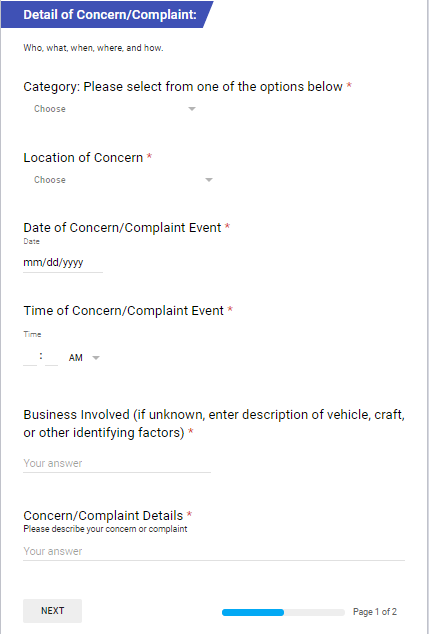 Detail of Concern/Complaint:
Who, what, when, where, and how.
Category: Please select from one of the options below *
Choose
Location of Concern *
Choose
Date of Concern/Complaint Event *
Date
mm/dd/yyyy
Time of Concern/Complaint Event *
Time
: AM
Business Involved (if unknown, enter description of vehicle, craft,
or other identifying factors) *
Your answer
Concern/Complaint Details *
Please describe your concern or complaint
Your answer
NEXT
Page 1 of 2